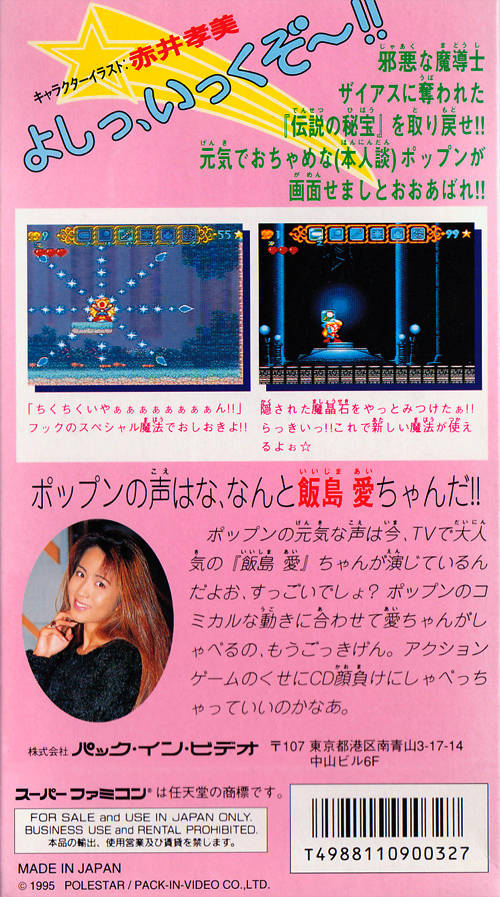 キャラクターイラスト:赤井孝美
よしっ、いっくぞ〜!!
邪悪な魔導士
ザイアスに奪われた
『伝説の秘宝』を取り戻せ!!
元気でおちゃめな(本人談)ポップンが
画面せましとおおあばれ!!
9 55★
1 2 99★
「ちくちくいやぁぁぁぁぁぁぁぁん!!」
フックのスペシャル魔法でおしおきよ!!
隠された魔晶石をやっとみつけたぁ!!
らっきいっ!!これで新しい魔法が使え
るよぉ☆
ポップンの声はな、なんと飯島 愛ちゃんだ!!
ポップンの元気な声は今、TVで大人
気の『飯島 愛』ちゃんが演じているん
だよお、すっごいでしょ? ポップンのコ
ミカルな動きに合わせて愛ちゃんがし
ゃべるの、もうごっきげん。アクション
ゲームのくせにCD顔負けにしゃべっち
ゃっていいのかなあ。
株式会社 パック・イン・ビデオ 〒107 東京都港区南青山3-17-14
中山ビル6F
スーパーファミコン®は任天堂の商標です。
FOR SALE and USE IN JAPAN ONLY.
BUSINESS USE and RENTAL PROHIBITED.
本品の輸出、使用営業及び賃貸を禁じます。
T4988110900327
MADE IN JAPAN
© 1995 POLESTAR / PACK-IN-VIDEO CO.,LTD.